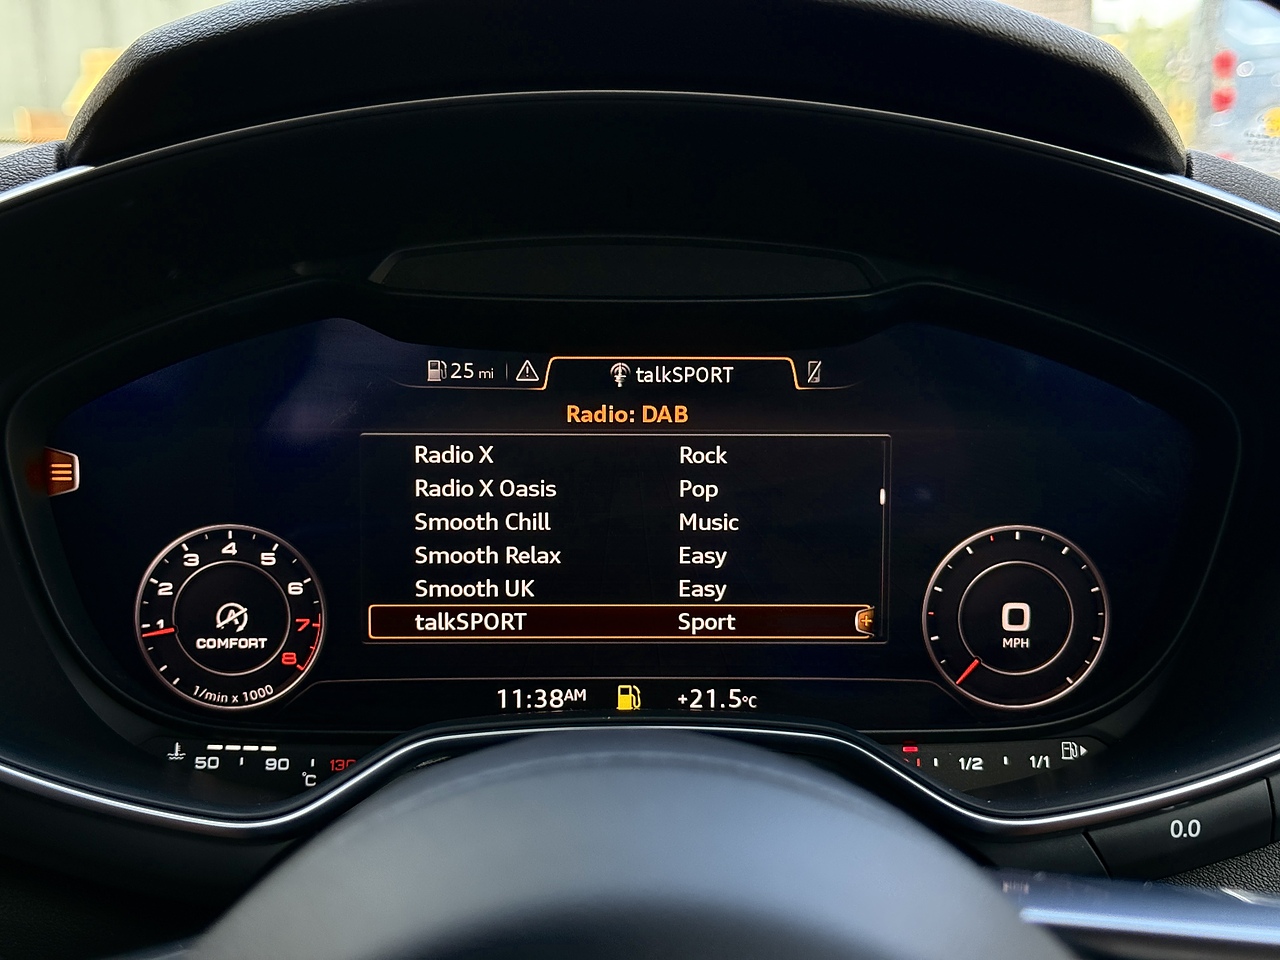 25 mi talkSPORT
Radio: DAB
Radio X Rock
Radio X Oasis Pop
Smooth Chill Music
Smooth Relax Easy
Smooth UK Easy
talkSPORT Sport
1 2 3 4 5 6 7 8
A
COMFORT
1/min x 1000
0
MPH
11:38AM +21.5°C
50 90 130
°C
1/2 1/1
0.0